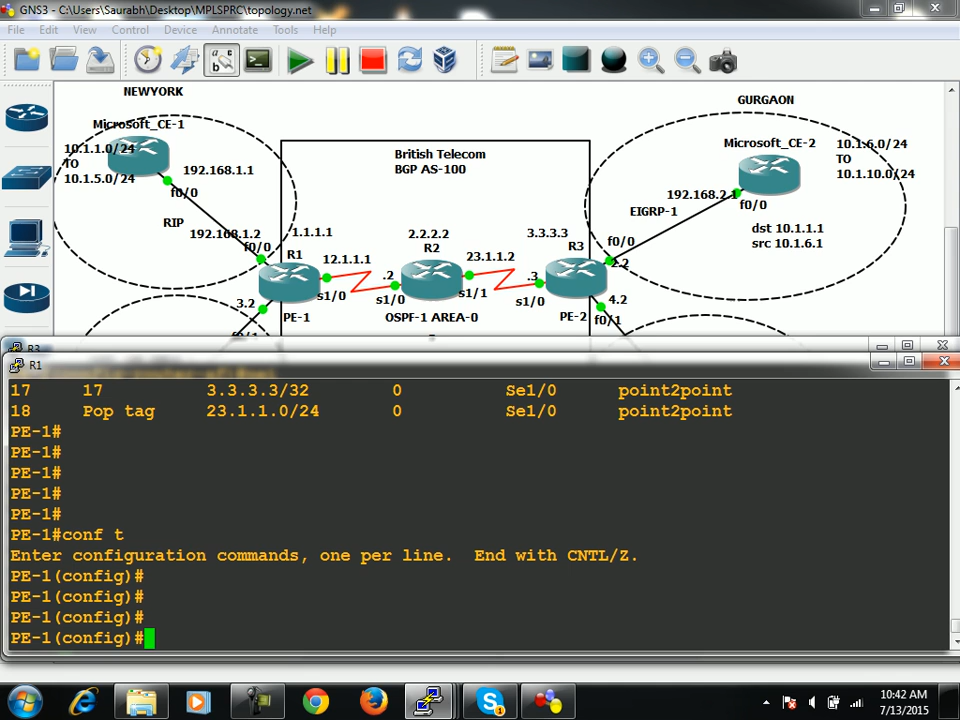 GNS3 - C:\Users\Saurabh\Desktop\MPLSPRC\topology.net
File Edit View Control Device Annotate Tools Help
NEWYORK
Microsoft_CE-1
10.1.1.0/24
TO
10.1.5.0/24
192.168.1.1
f0/0
RIP
192.168.1.2
f0/0
1.1.1.1
R1
12.1.1.1
s1/0
3.2
PE-1
British Telecom
BGP AS-100
2.2.2.2
R2
.2
s1/0
s1/1
OSPF-1 AREA-0
23.1.1.2
3.3.3.3
R3
.3
s1/0
PE-2
f0/0
2.2
4.2
f0/1
GURGAON
Microsoft_CE-2
10.1.6.0/24
TO
10.1.10.0/24
192.168.2.1
f0/0
EIGRP-1
dst 10.1.1.1
src 10.1.6.1
R3
R1
17 17 3.3.3.3/32 0 Se1/0 point2point
18 Pop tag 23.1.1.0/24 0 Se1/0 point2point
PE-1#
PE-1#
PE-1#
PE-1#
PE-1#
PE-1#conf t
Enter configuration commands, one per line. End with CNTL/Z.
PE-1(config)#
PE-1(config)#
PE-1(config)#
PE-1(config)#
10:42 AM
7/13/2015